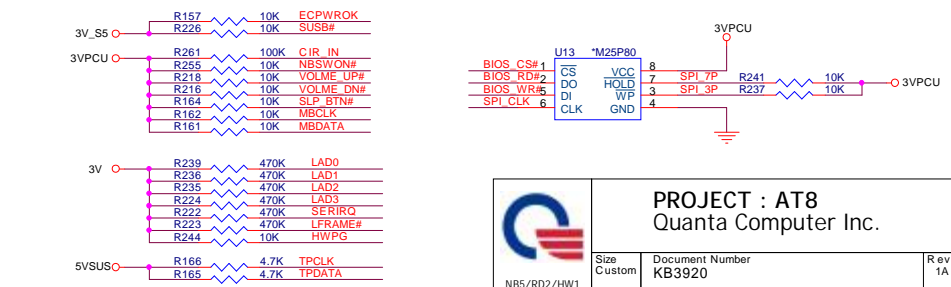 3V_S5
R157 10K ECPWROK
R226 10K SUSB#
3VPCU
R261 100K CIR_IN
R255 10K NBSWON#
R218 10K VOLME_UP#
R216 10K VOLME_DN#
R164 10K SLP_BTN#
R162 10K MBCLK
R161 10K MBDATA
3V
R239 470K LAD0
R236 470K LAD1
R235 470K LAD2
R224 470K LAD3
R222 470K SERIRQ
R223 470K LFRAME#
R244 10K HWPG
5VSUS
R166 4.7K TPCLK
R165 4.7K TPDATA
3VPCU
U13 *M25P80
BIOS_CS# 1 CS VCC 8
BIOS_RD# 2 DO HOLD 7 SPI_7P R241 10K
BIOS_WR# 5 DI WP 3 SPI_3P R237 10K
SPI_CLK 6 CLK GND 4
3VPCU
PROJECT : AT8
Quanta Computer Inc.
NB5/RD2/HW1
Size Document Number Rev
Custom KB3920 1A